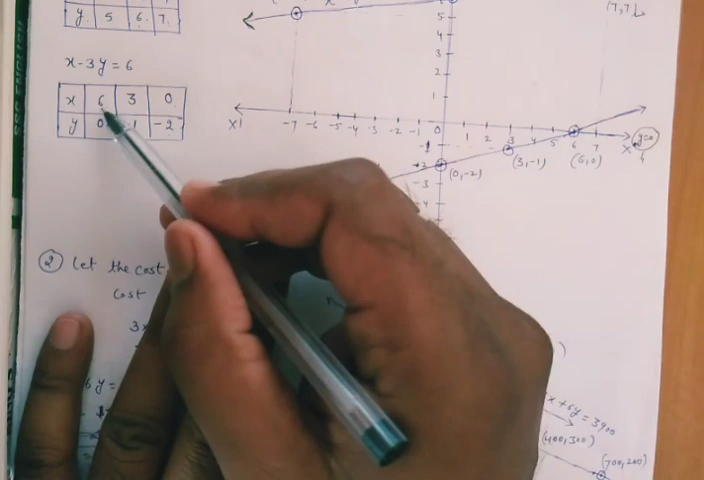 y 5 6 7
x - 3y = 6
x 6 3 0
y 0 -1 -2
② Let the cost
cost
3x
6y =
5
4
3
2
1
x' -7 -6 -5 -4 -3 -2 -1 0 1 2 3 4 5 6 7 x
y=0
-1
-2
-3
-4
(0,-2)
(3,-1)
(6,0)
(7,7)
x + 6y = 3900
(400,300)
(700,200)